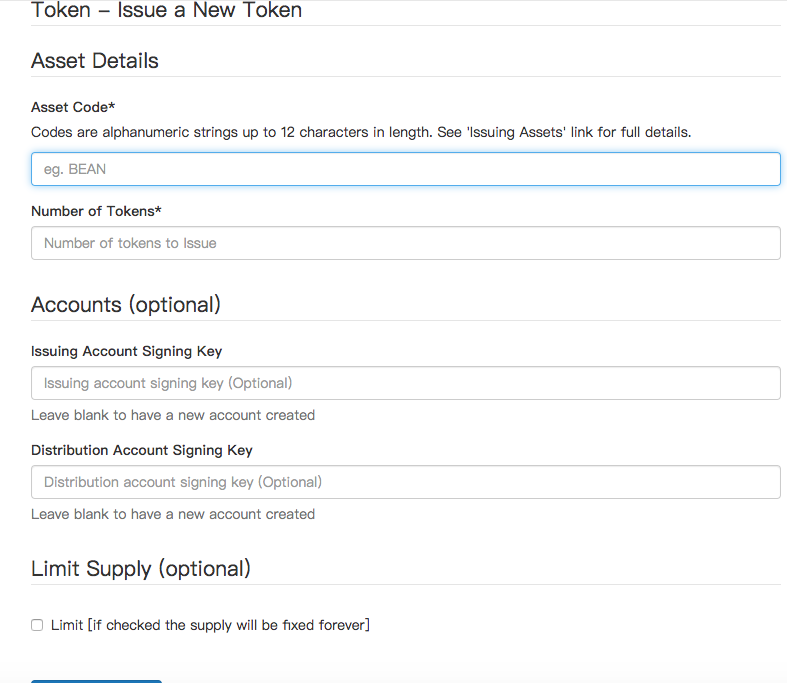 Token – Issue a New Token
Asset Details
Asset Code*
Codes are alphanumeric strings up to 12 characters in length. See 'Issuing Assets' link for full details.
eg. BEAN
Number of Tokens*
Number of tokens to Issue
Accounts (optional)
Issuing Account Signing Key
Issuing account signing key (Optional)
Leave blank to have a new account created
Distribution Account Signing Key
Distribution account signing key (Optional)
Leave blank to have a new account created
Limit Supply (optional)
Limit [if checked the supply will be fixed forever]